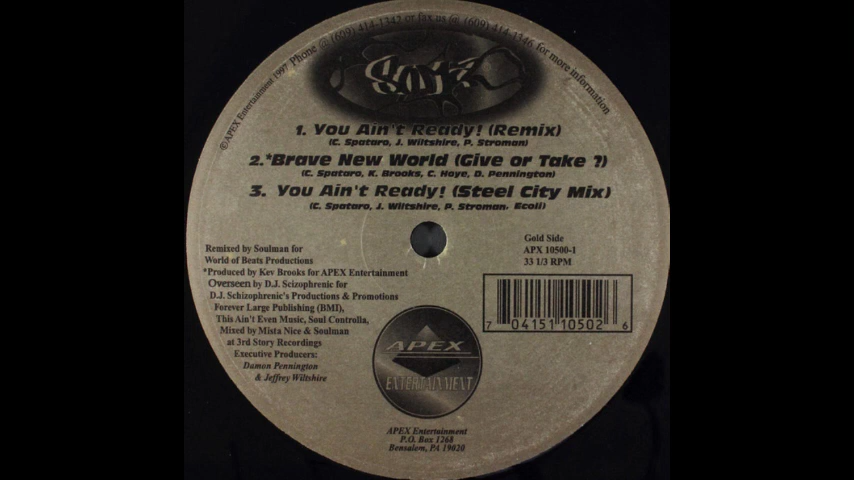 ©APEX Entertainment 1997 Phone @ (609) 414-1342 or fax us @ (609) 414-1346 for more information
1. You Ain't Ready! (Remix)
(C. Spataro, J. Wiltshire, P. Stroman)
2.*Brave New World (Give or Take ?)
(C. Spataro, K. Brooks, C. Hoye, D. Pennington)
3. You Ain't Ready! (Steel City Mix)
(C. Spataro, J. Wiltshire, P. Stroman, Ecoli)
Remixed by Soulman for
World of Beats Productions
*Produced by Kev Brooks for APEX Entertainment
Overseen by D.J. Scizophrenic for
D.J. Schizophrenic's Productions & Promotions
Forever Large Publishing (BMI),
This Ain't Even Music, Soul Controlla,
Mixed by Mista Nice & Soulman
at 3rd Story Recordings
Executive Producers:
Damon Pennington
& Jeffrey Wiltshire
Gold Side
APX 10500-1
33 1/3 RPM
7 04151 10502 6
APEX
ENTERTAINMENT
APEX Entertainment
P.O. Box 1268
Bensalem, PA 19020